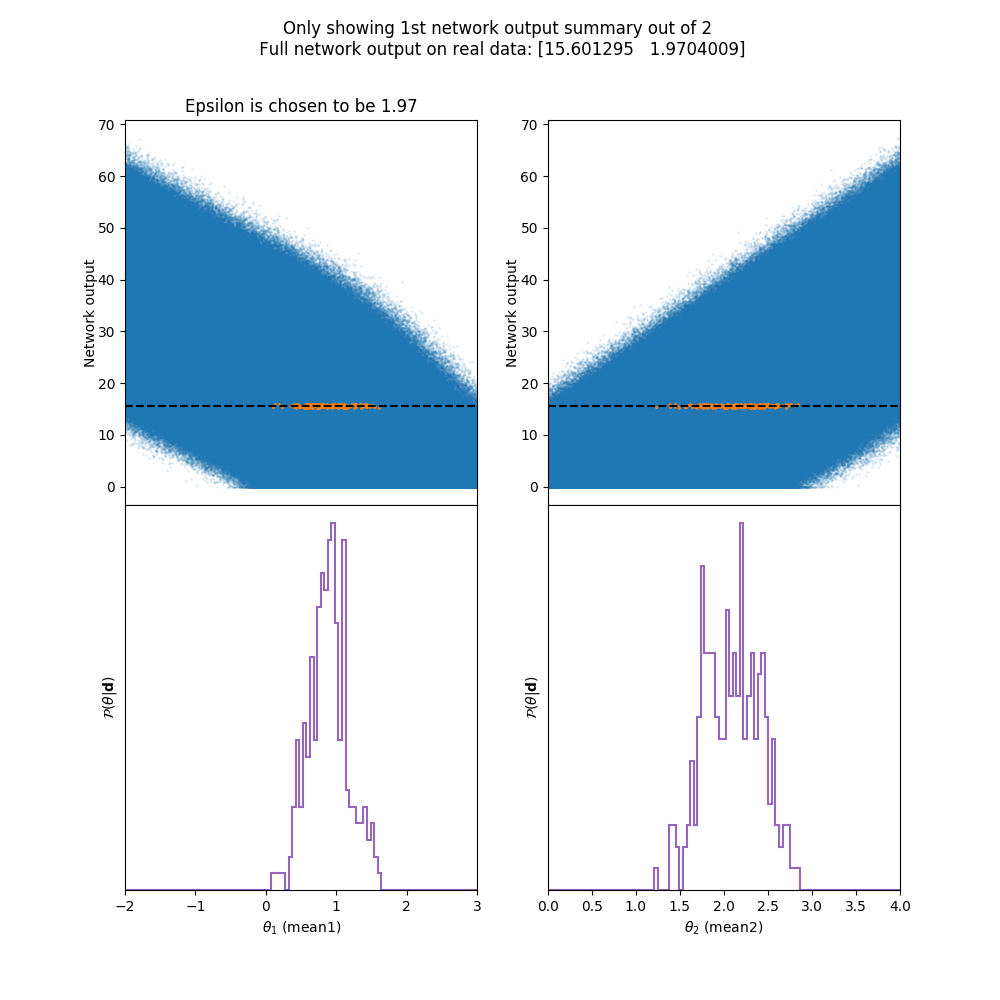 Only showing 1st network output summary out of 2
Full network output on real data: [15.601295 1.9704009]
Epsilon is chosen to be 1.97
70
60
50
40
30
20
10
0
Network output
70
60
50
40
30
20
10
0
Network output
𝒫(θ|𝐝)
−2 −1 0 1 2 3
θ₁ (mean1)
𝒫(θ|𝐝)
0.0 0.5 1.0 1.5 2.0 2.5 3.0 3.5 4.0
θ₂ (mean2)